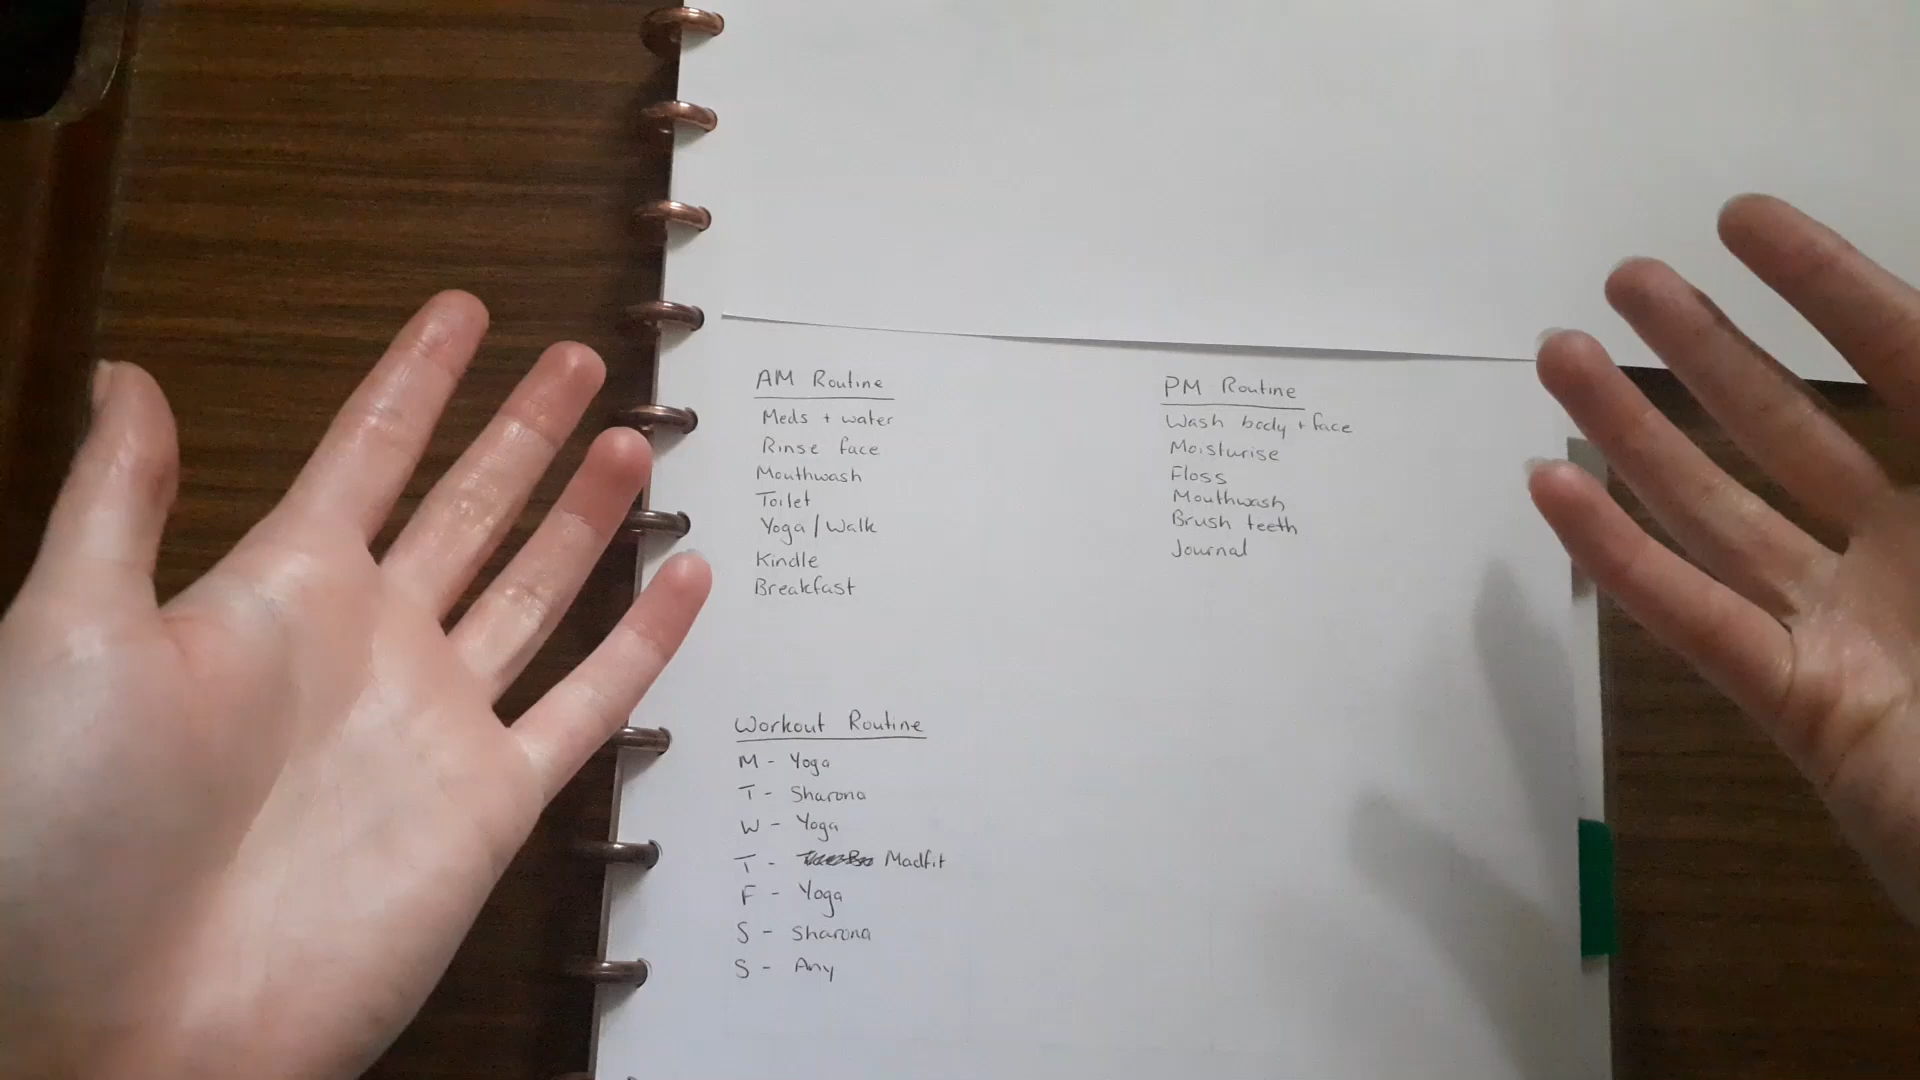 AM Routine
Meds + water
Rinse face
Mouthwash
Toilet
Yoga / Walk
Kindle
Breakfast
PM Routine
Wash body + face
Moisturise
Floss
Mouthwash
Brush teeth
Journal
Workout Routine
M - Yoga
T - Sharona
W - Yoga
T - Madfit
F - Yoga
S - Sharona
S - Any